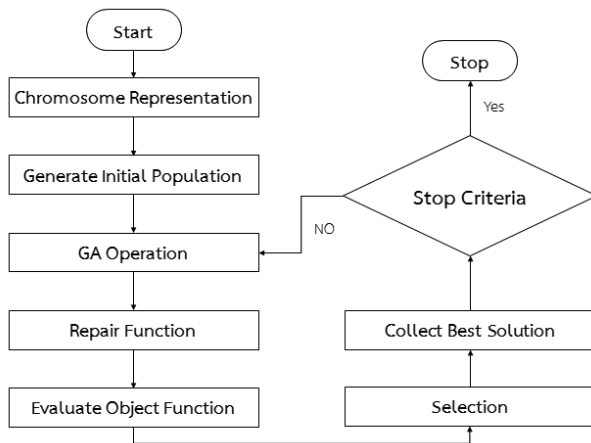 Start
Chromosome Representation
Generate Initial Population
GA Operation
Repair Function
Evaluate Object Function
Selection
Collect Best Solution
Stop Criteria
NO
Yes
Stop